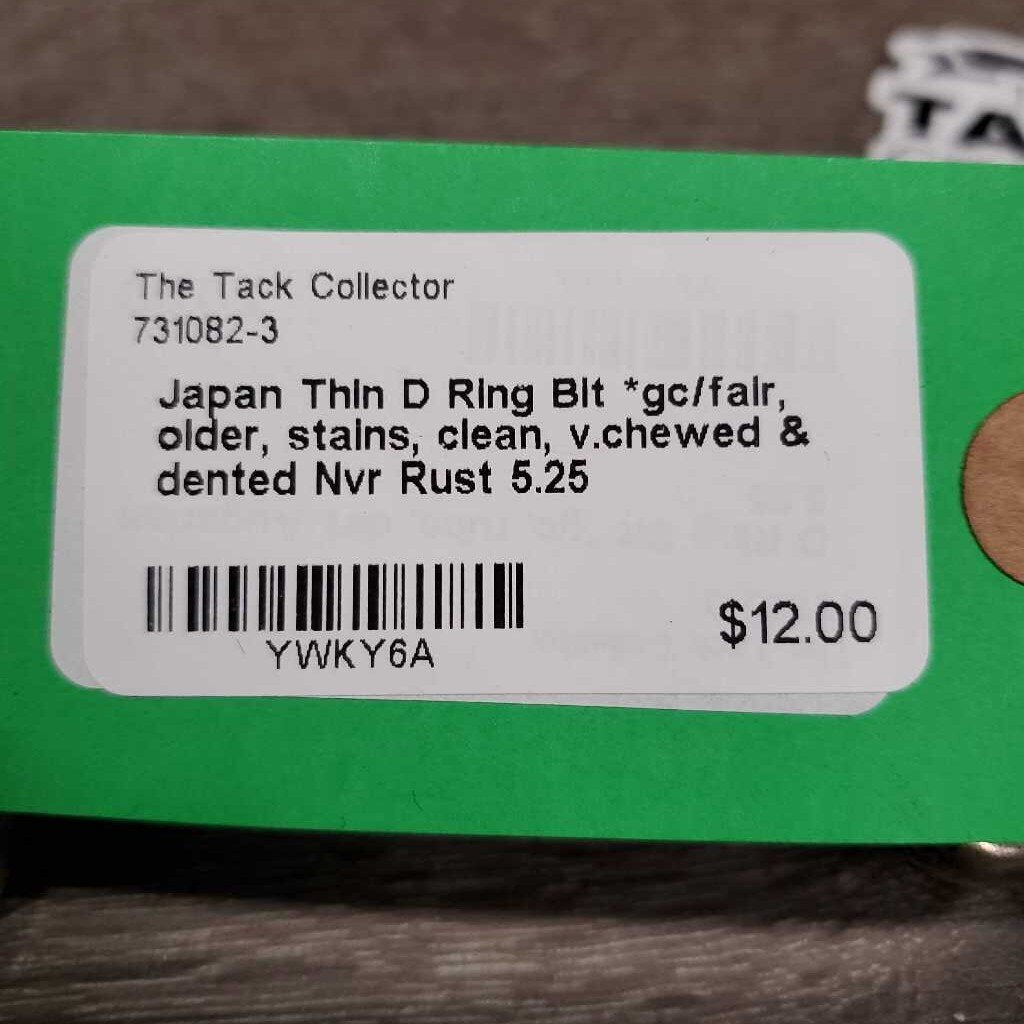 TA
The Tack Collector
731082-3
Japan Thin D Ring Bit *gc/fair,
older, stains, clean, v.chewed &
dented Nvr Rust 5.25
YWKY6A
$12.00